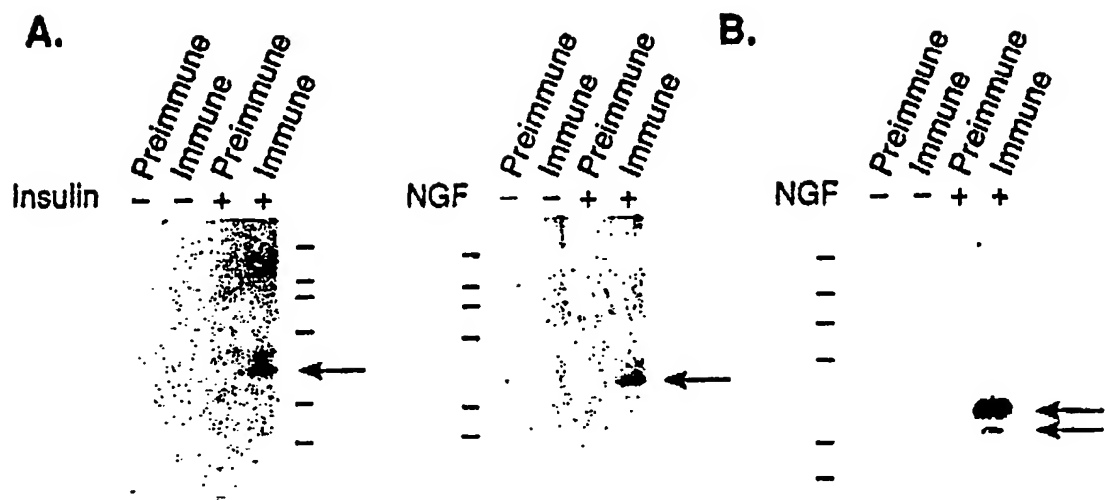 A.
Preimmune
Immune
Preimmune
Immune
Insulin - - + +
Preimmune
Immune
Preimmune
Immune
NGF - - + +
B.
Preimmune
Immune
Preimmune
Immune
NGF - - + +